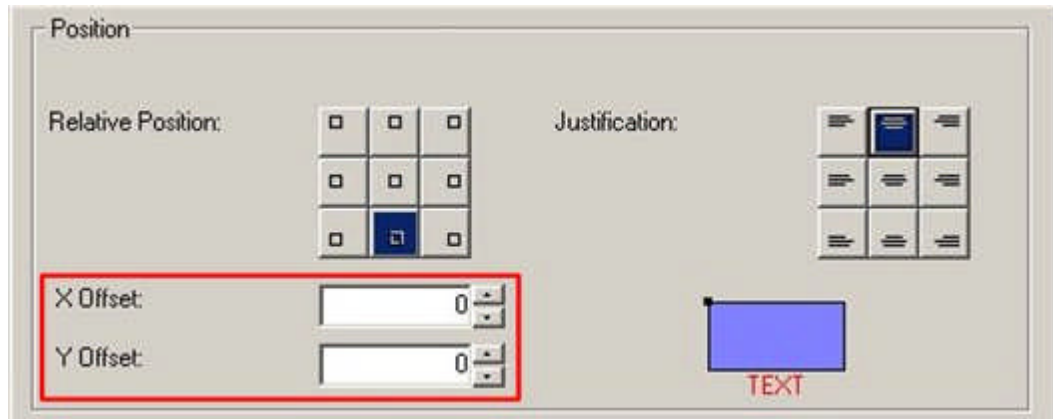 Position
Relative Position:
Justification:
X Offset:
0
Y Offset:
0
TEXT